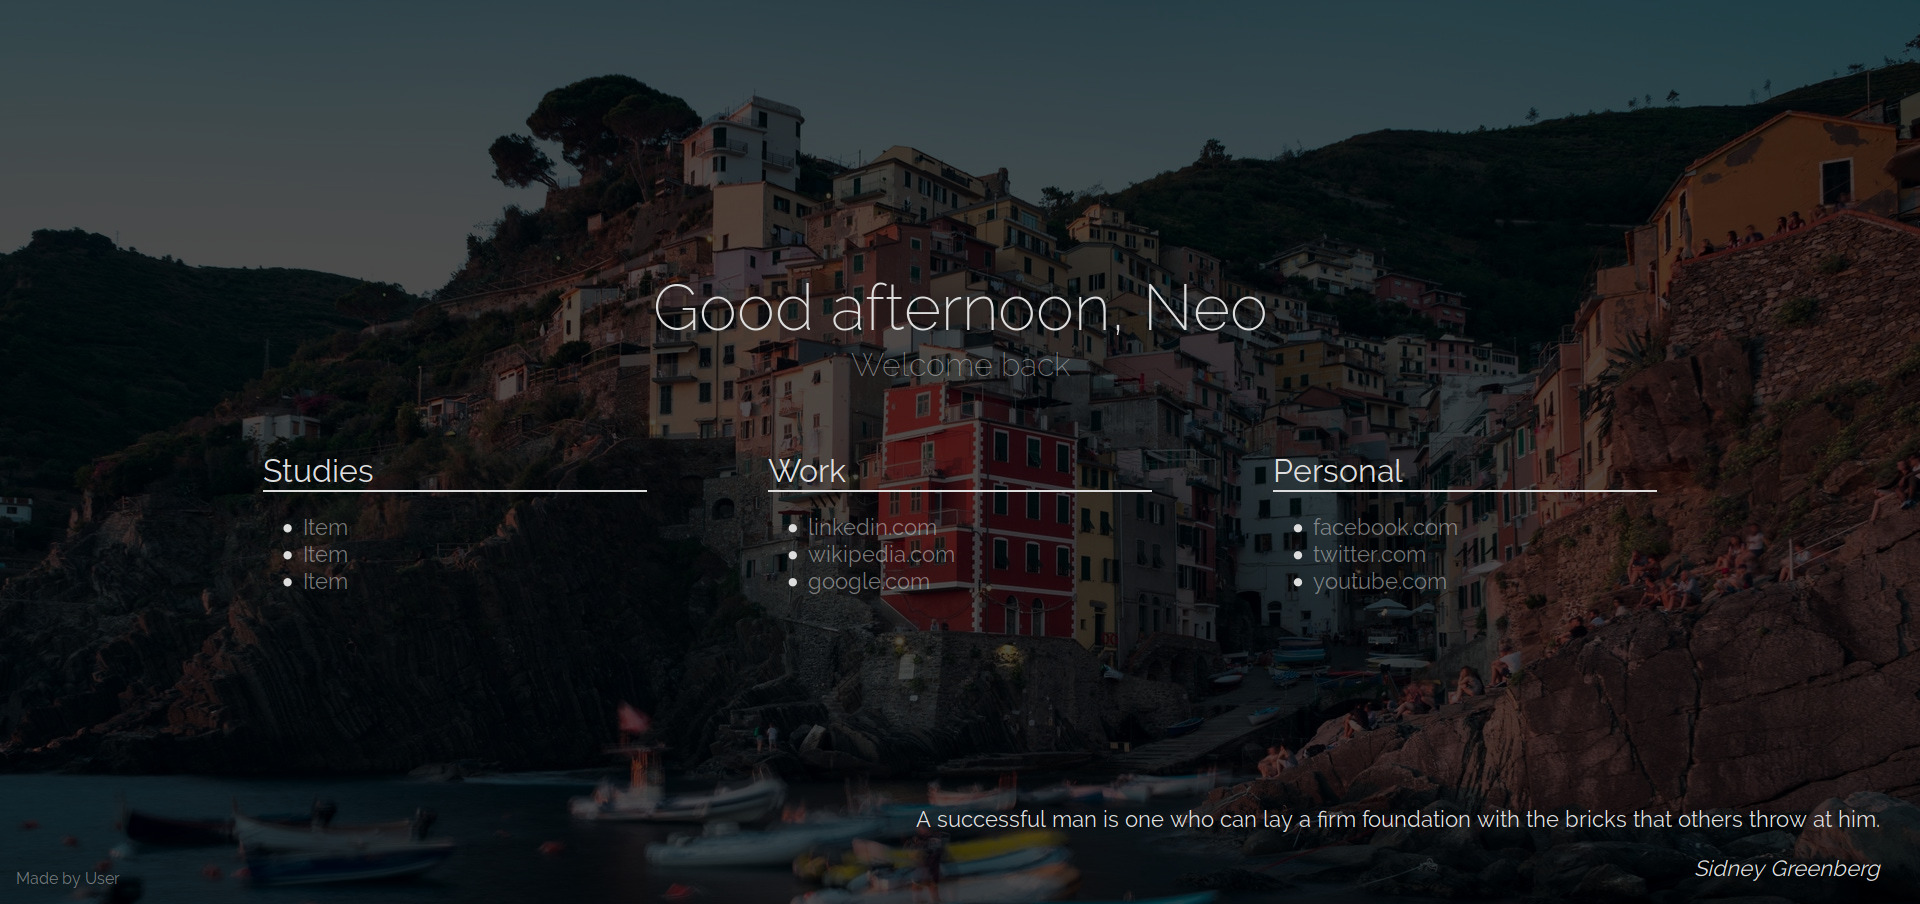 Good afternoon, Neo
Welcome back
Studies
Item
Item
Item
Work
linkedin.com
wikipedia.com
google.com
Personal
facebook.com
twitter.com
youtube.com
A successful man is one who can lay a firm foundation with the bricks that others throw at him.
Sidney Greenberg
Made by User